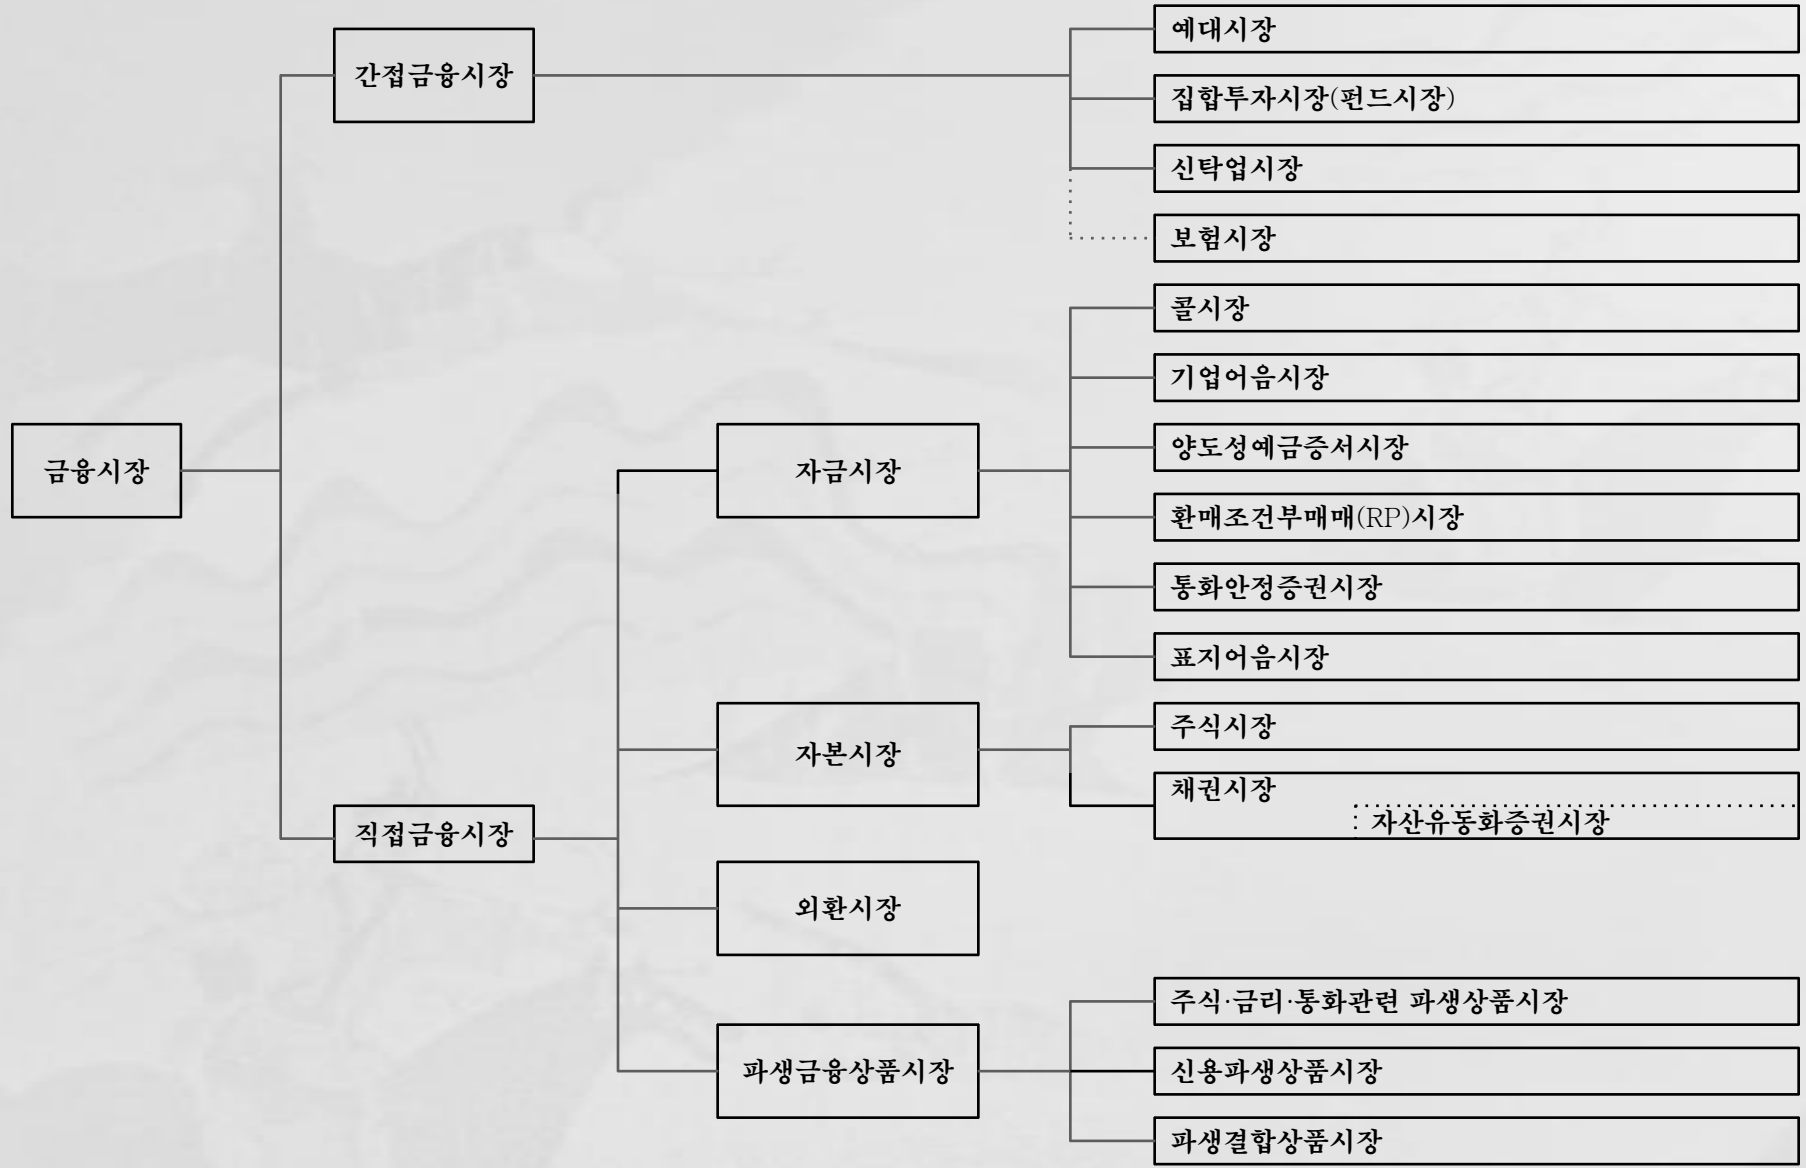 금융시장
간접금융시장
예대시장
집합투자시장(펀드시장)
신탁업시장
보험시장
직접금융시장
자금시장
콜시장
기업어음시장
양도성예금증서시장
환매조건부매매(RP)시장
통화안정증권시장
표지어음시장
자본시장
주식시장
채권시장
자산유동화증권시장
외환시장
파생금융상품시장
주식·금리·통화관련 파생상품시장
신용파생상품시장
파생결합상품시장